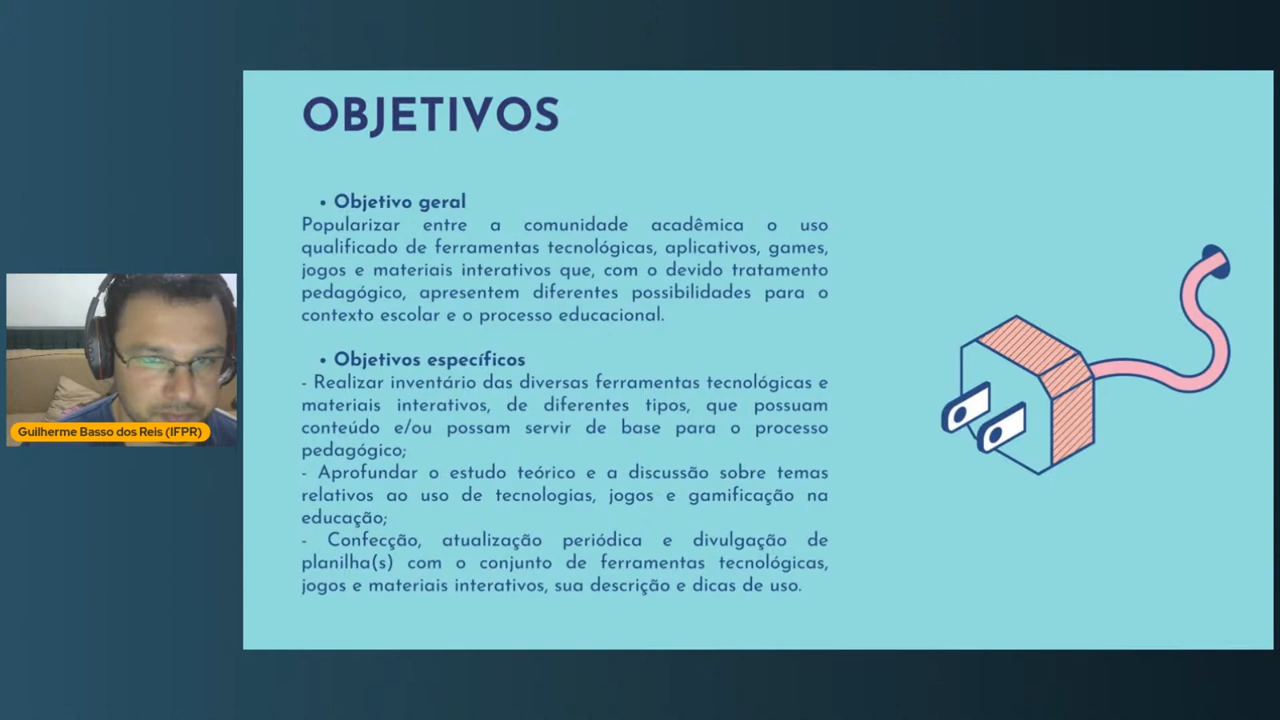 OBJETIVOS
• Objetivo geral
Popularizar entre a comunidade acadêmica o uso
qualificado de ferramentas tecnológicas, aplicativos, games,
jogos e materiais interativos que, com o devido tratamento
pedagógico, apresentem diferentes possibilidades para o
contexto escolar e o processo educacional.
• Objetivos específicos
- Realizar inventário das diversas ferramentas tecnológicas e
materiais interativos, de diferentes tipos, que possuam
conteúdo e/ou possam servir de base para o processo
pedagógico;
- Aprofundar o estudo teórico e a discussão sobre temas
relativos ao uso de tecnologias, jogos e gamificação na
educação;
- Confecção, atualização periódica e divulgação de
planilha(s) com o conjunto de ferramentas tecnológicas,
jogos e materiais interativos, sua descrição e dicas de uso.
Guilherme Basso dos Reis (IFPR)